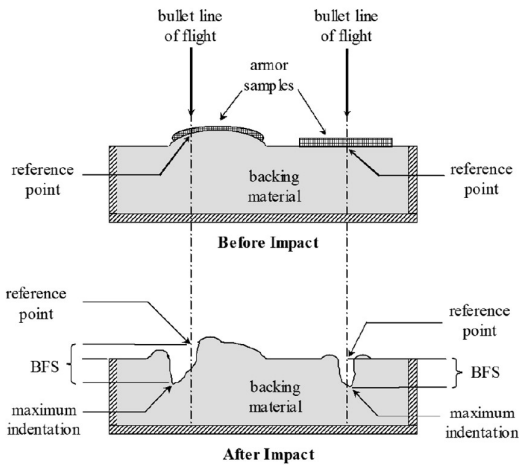 bullet line
of flight
bullet line
of flight
armor
samples
reference
point
backing
material
reference
point
Before Impact
reference
point
reference
point
BFS
BFS
backing
material
maximum
indentation
maximum
indentation
After Impact